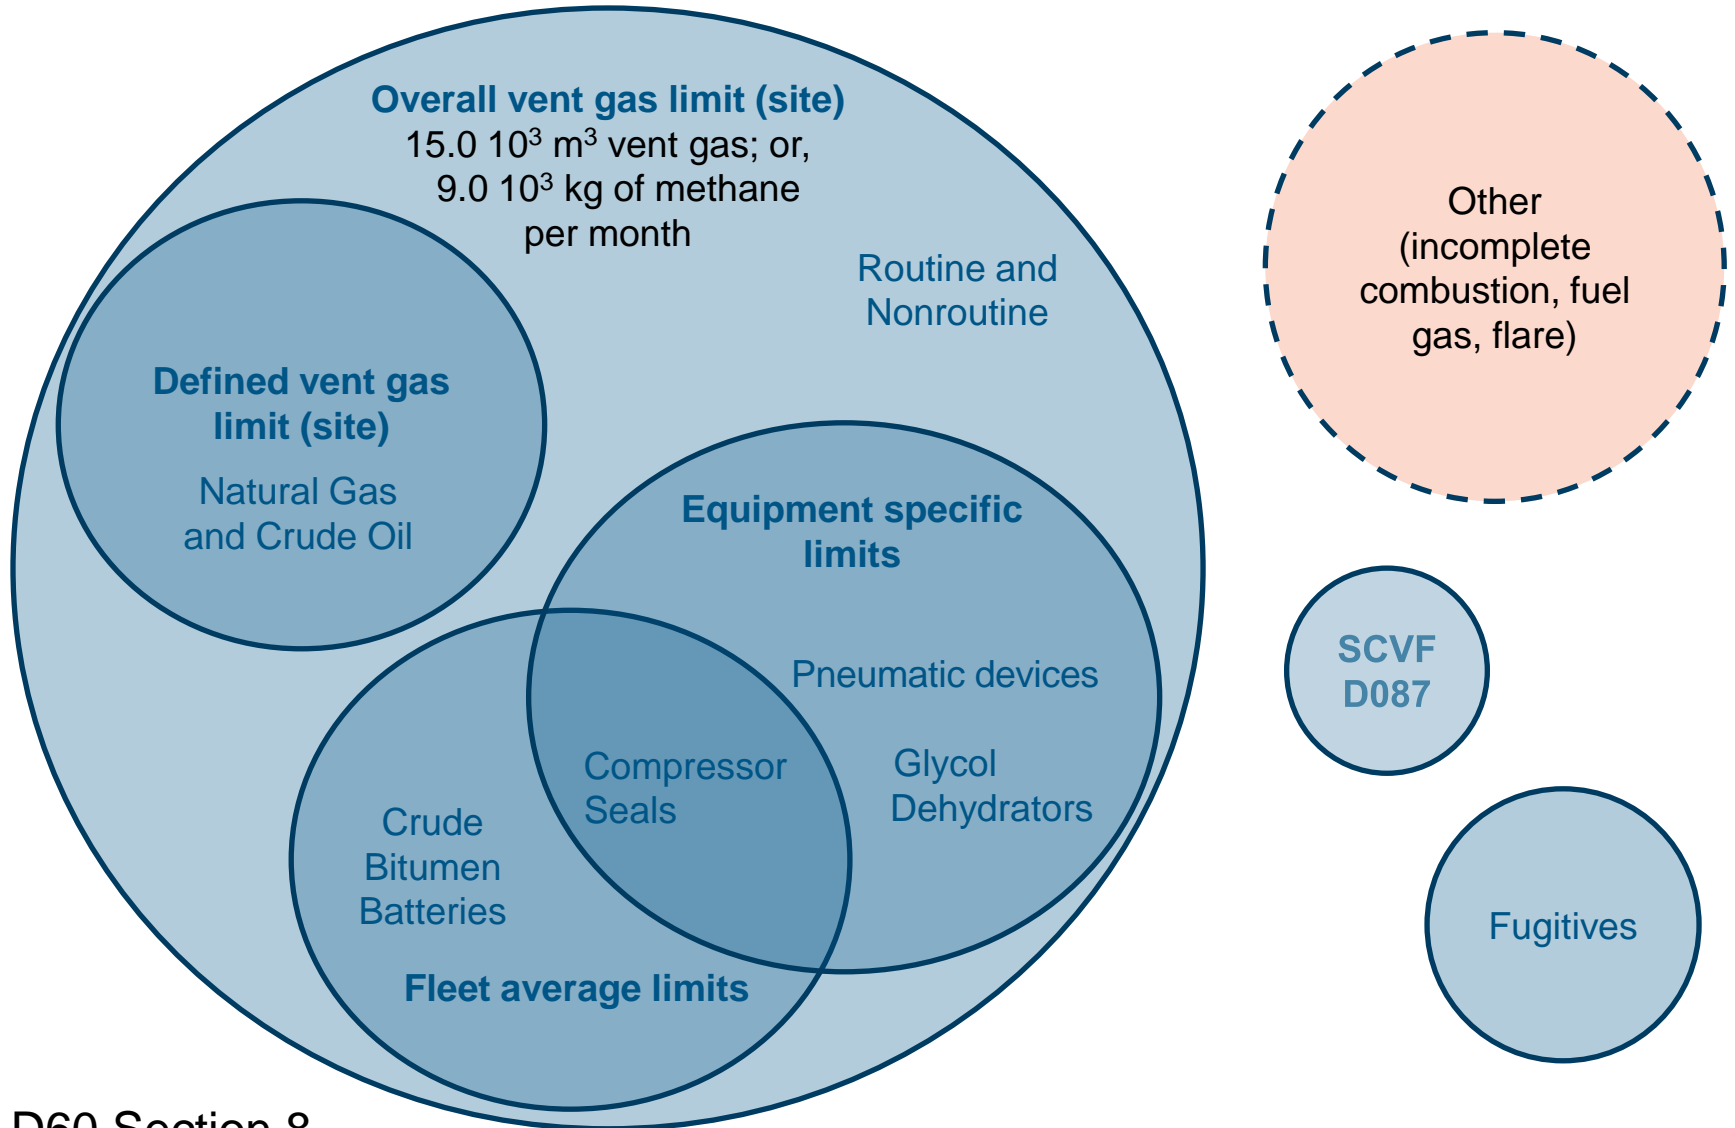 Overall vent gas limit (site)
15.0 10³ m³ vent gas; or,
9.0 10³ kg of methane
per month
Routine and
Nonroutine
Defined vent gas
limit (site)
Natural Gas
and Crude Oil
Equipment specific
limits
Pneumatic devices
Glycol
Dehydrators
Compressor
Seals
Crude
Bitumen
Batteries
Fleet average limits
Other
(incomplete
combustion, fuel
gas, flare)
SCVF
D087
Fugitives
D60 Section 8